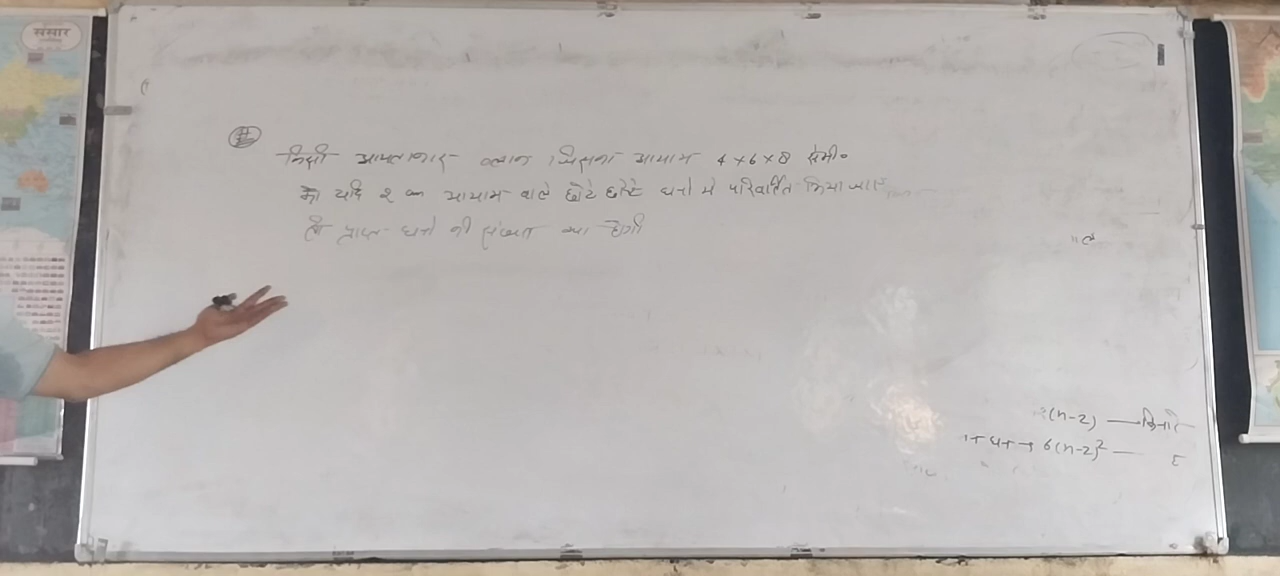 संसार
किसी आयताकार ब्लाक जिसका आयाम 4×6×8 सेमी०
को यदि 2 cm आयाम वाले छोटे छोटे घनो मे परिवर्तित किया जाए
तो प्राप्त घनो की संख्या क्या होगी
(n-2) — किनारे
6(n-2)² —